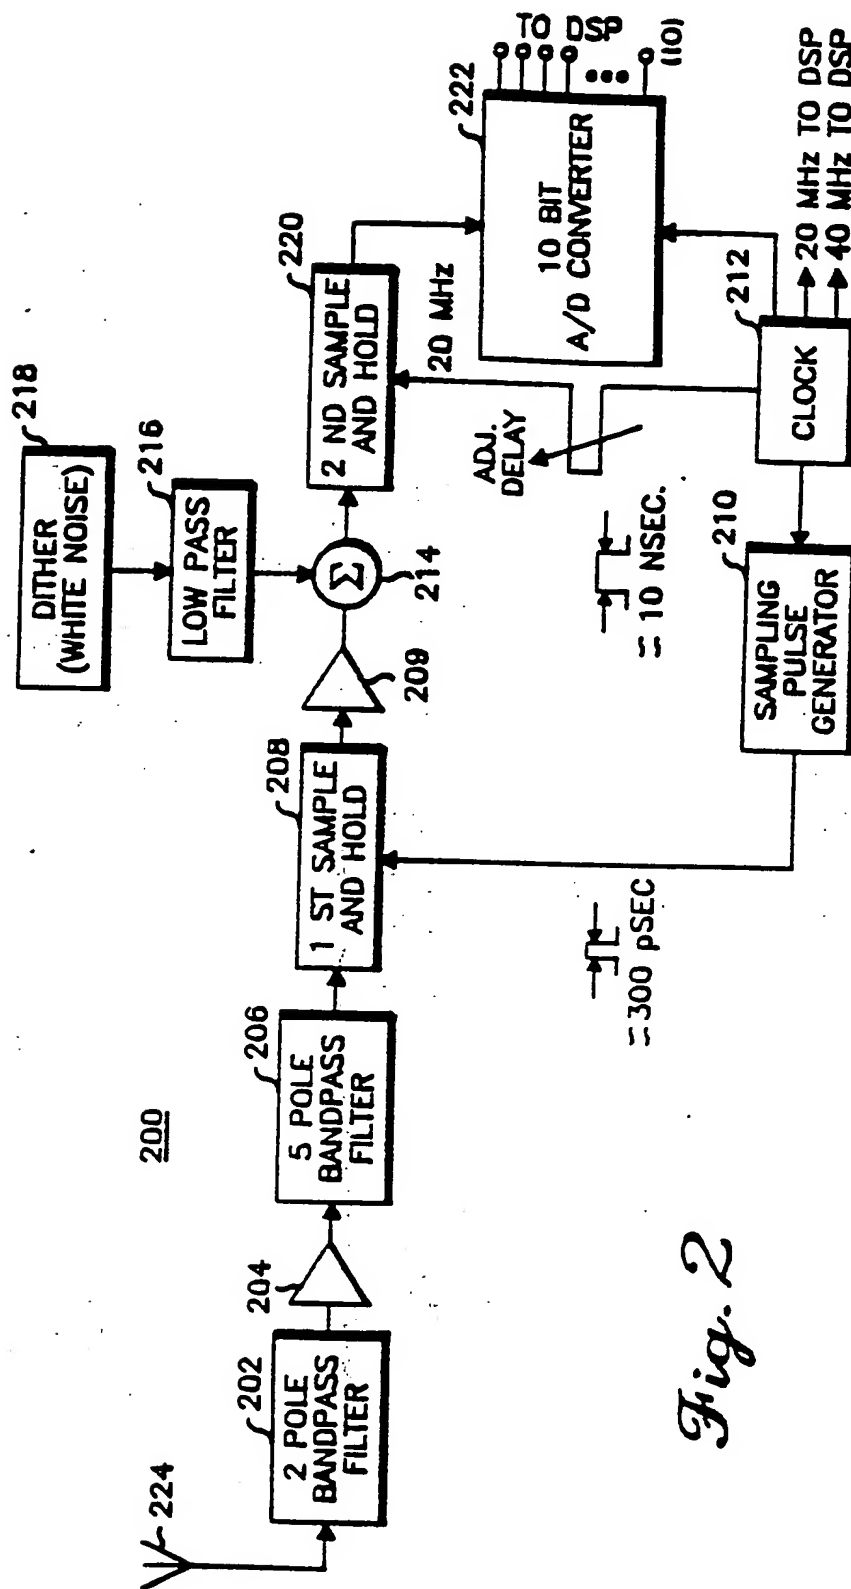 200
224
202
2 POLE
BANDPASS
FILTER
204
206
5 POLE
BANDPASS
FILTER
208
1 ST SAMPLE
AND HOLD
209
218
DITHER
(WHITE NOISE)
216
LOW PASS
FILTER
Σ
214
220
2 ND SAMPLE
AND HOLD
20 MHz
222
10 BIT
A/D CONVERTER
TO DSP
(10)
ADJ.
DELAY
≃ 10 NSEC.
≃300 pSEC
210
SAMPLING
PULSE
GENERATOR
212
CLOCK
20 MHz TO DSP
40 MHz TO DSP
Fig. 2